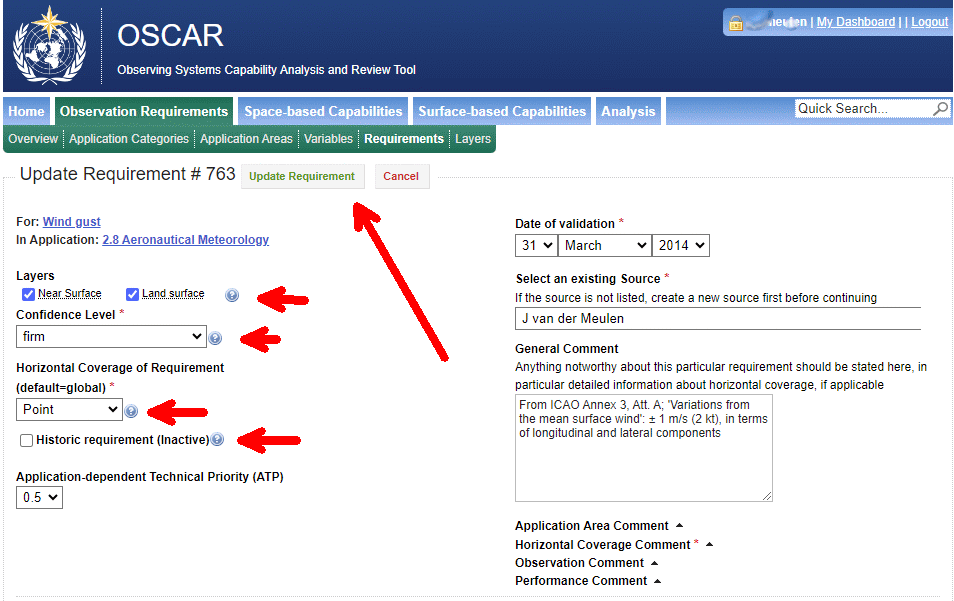 OSCAR
Observing Systems Capability Analysis and Review Tool
| My Dashboard | | Logout
Home Observation Requirements Space-based Capabilities Surface-based Capabilities Analysis Quick Search...
Overview Application Categories Application Areas Variables Requirements Layers
Update Requirement # 763 Update Requirement Cancel
For: Wind gust
In Application: 2.8 Aeronautical Meteorology
Layers
Near Surface Land surface
Confidence Level *
firm
Horizontal Coverage of Requirement
(default=global) *
Point
Historic requirement (Inactive)
Application-dependent Technical Priority (ATP)
0.5
Date of validation *
31 March 2014
Select an existing Source *
If the source is not listed, create a new source first before continuing
J van der Meulen
General Comment
Anything noteworthy about this particular requirement should be stated here, in
particular detailed information about horizontal coverage, if applicable
From ICAO Annex 3, Att. A; 'Variations from
the mean surface wind': ± 1 m/s (2 kt), in terms
of longitudinal and lateral components
Application Area Comment
Horizontal Coverage Comment *
Observation Comment
Performance Comment